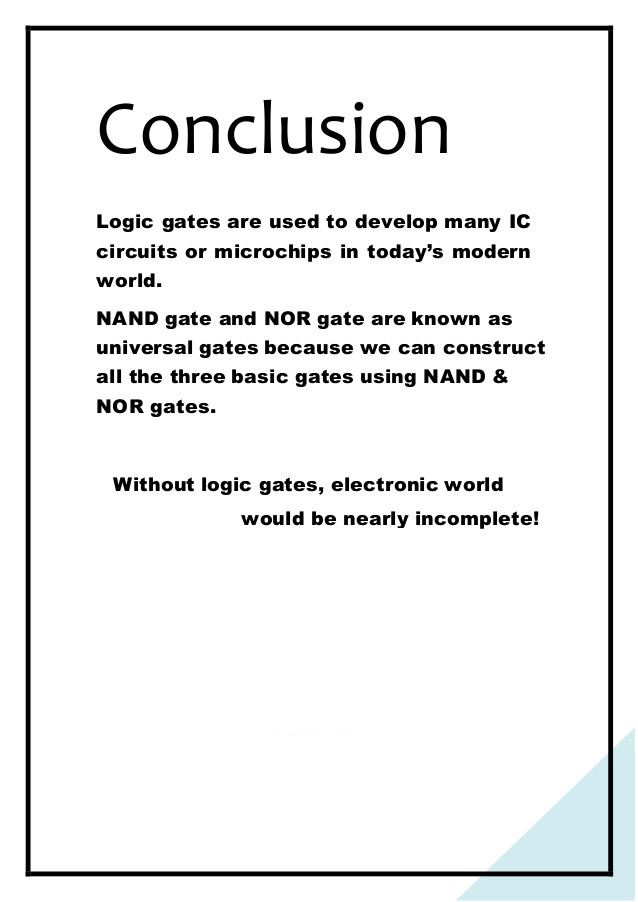 Conclusion
Logic gates are used to develop many IC
circuits or microchips in today’s modern
world.
NAND gate and NOR gate are known as
universal gates because we can construct
all the three basic gates using NAND &
NOR gates.
Without logic gates, electronic world
would be nearly incomplete!